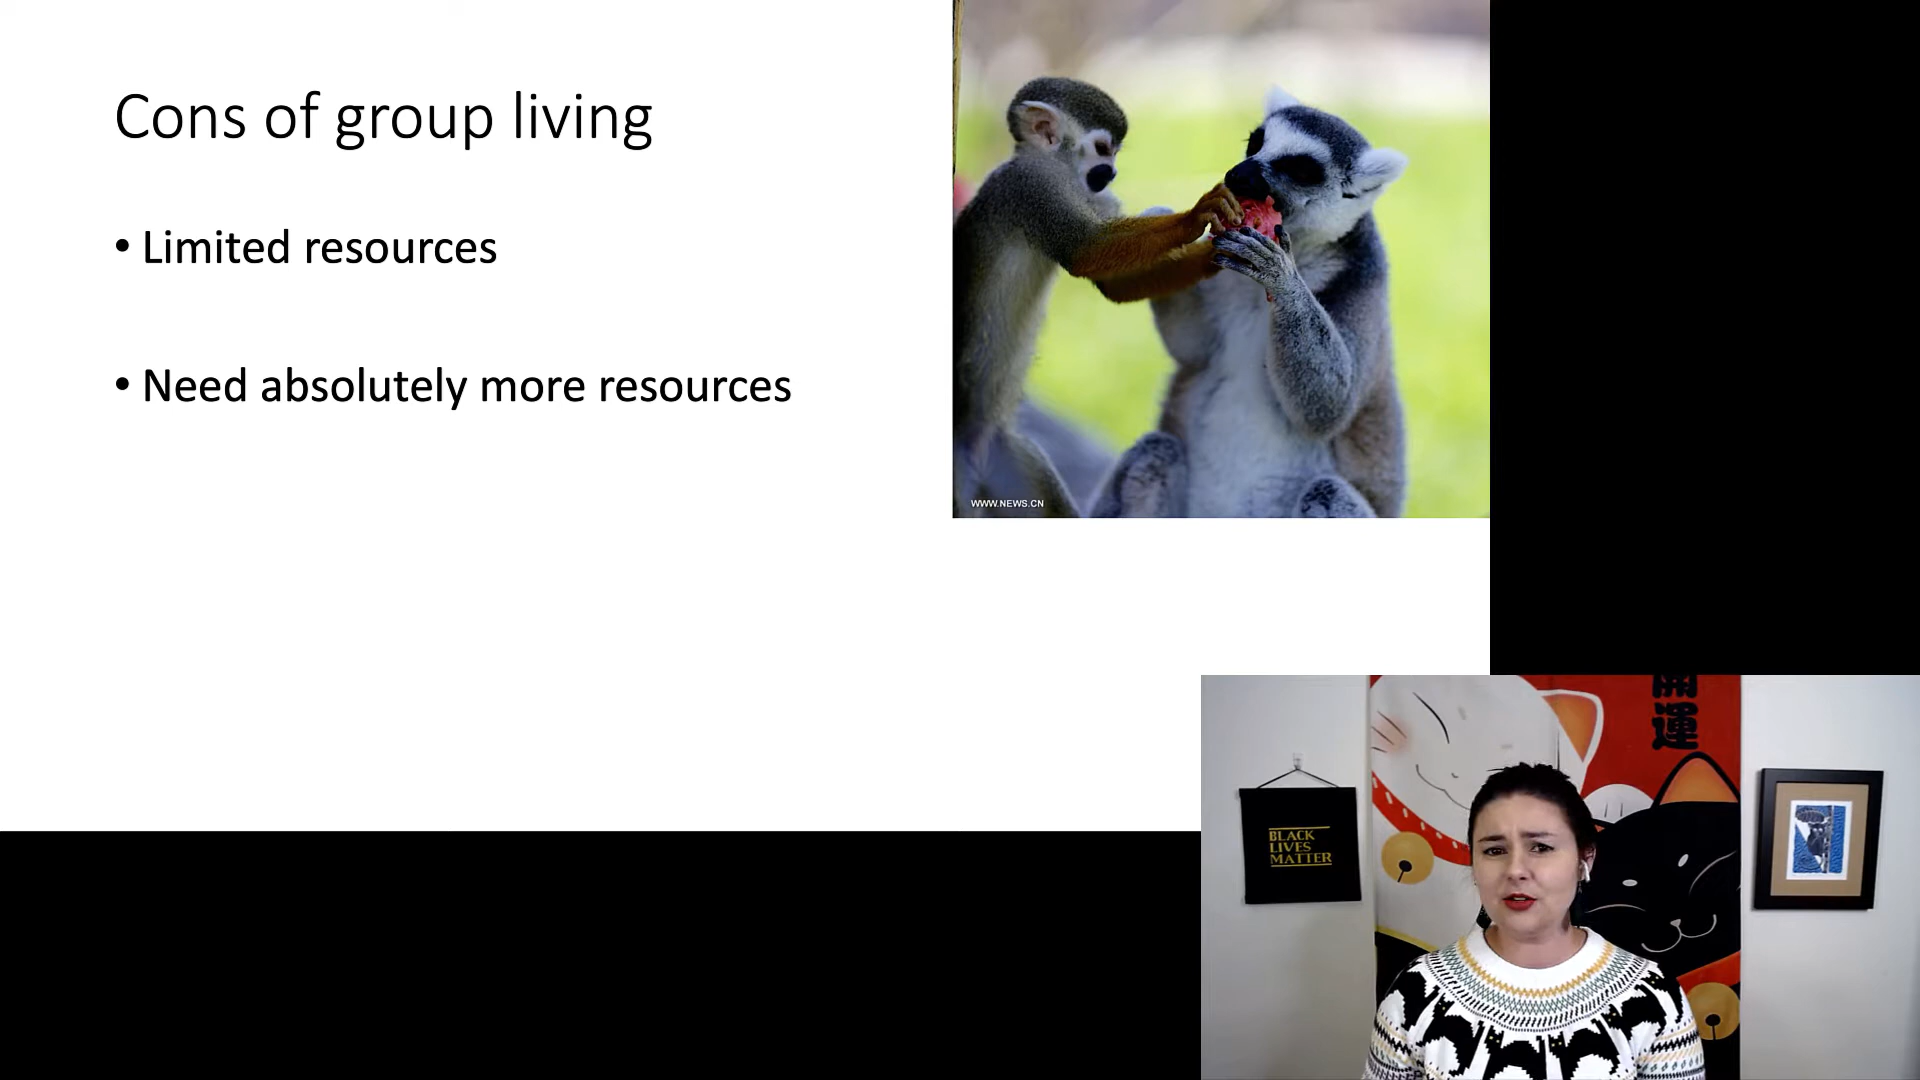 Cons of group living
• Limited resources
• Need absolutely more resources
WWW.NEWS.CN
開
運
BLACK
LIVES
MATTER